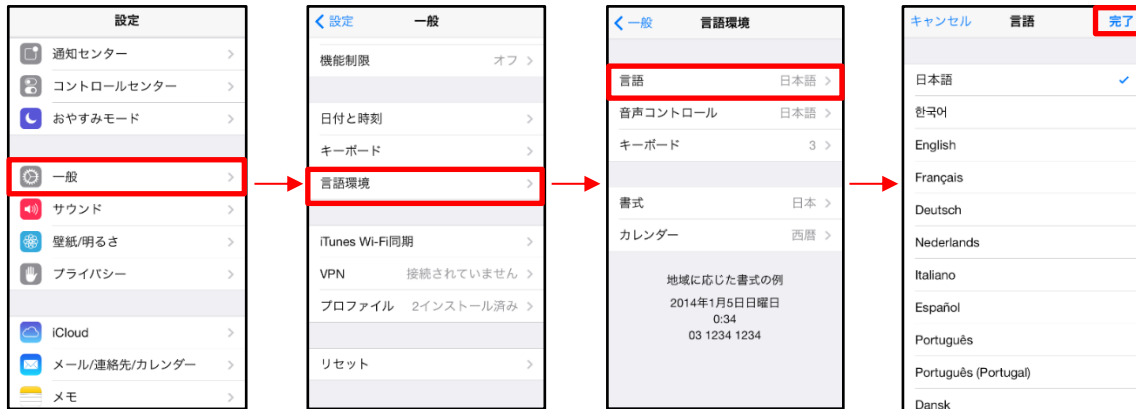 設定
通知センター
コントロールセンター
おやすみモード
一般
サウンド
壁紙/明るさ
プライバシー
iCloud
メール/連絡先/カレンダー
メモ
設定 一般
機能制限 オフ
日付と時刻
キーボード
言語環境
iTunes Wi-Fi同期
VPN 接続されていません
プロファイル 2インストール済み
リセット
一般 言語環境
言語 日本語
音声コントロール 日本語
キーボード 3
書式 日本
カレンダー 西暦
地域に応じた書式の例
2014年1月5日日曜日
0:34
03 1234 1234
キャンセル 言語 完了
日本語
한국어
English
Français
Deutsch
Nederlands
Italiano
Español
Português
Português (Portugal)
Dansk